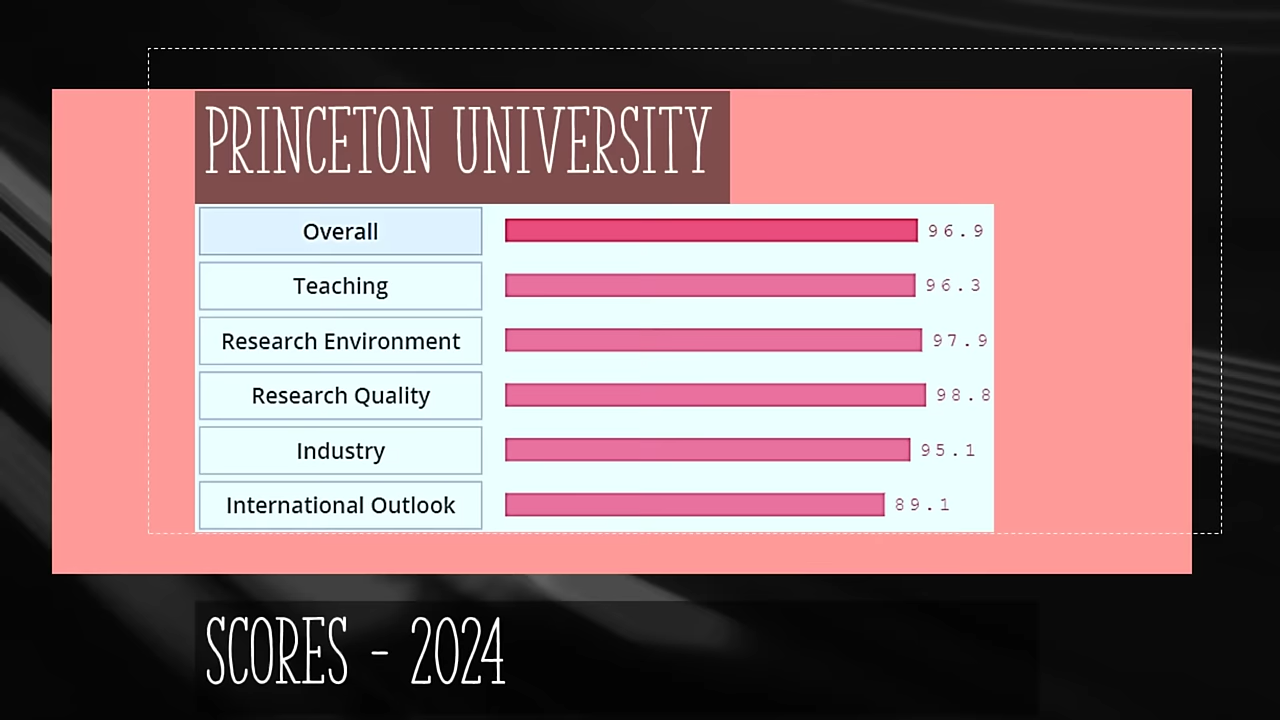 PRINCETON UNIVERSITY
Overall 96.9
Teaching 96.3
Research Environment 97.9
Research Quality 98.8
Industry 95.1
International Outlook 89.1
SCORES - 2024